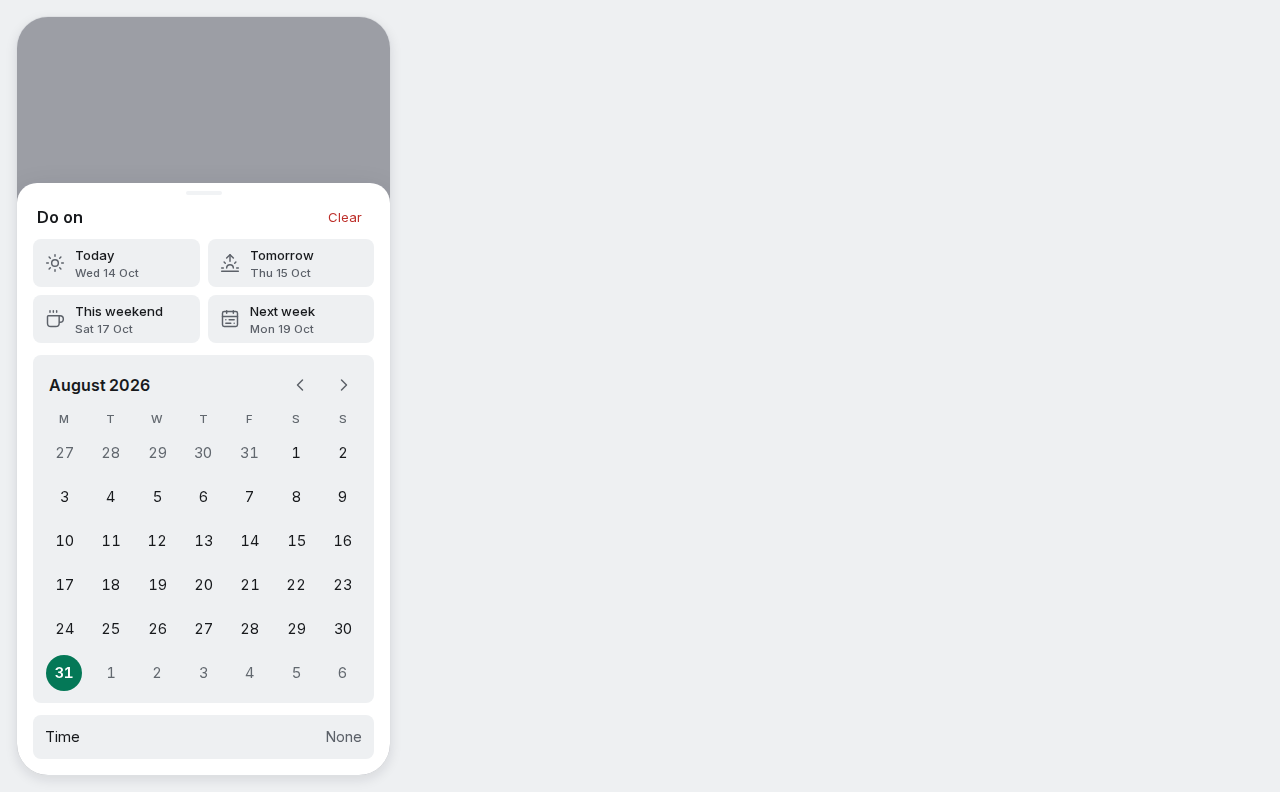 Do on Clear
Today Tomorrow
Wed 14 Oct Thu 15 Oct
This weekend Next week
Sat 17 Oct Mon 19 Oct
August 2026
M T W T F S S
27 28 29 30 31 1 2
3 4 5 6 7 8 9
10 11 12 13 14 15 16
17 18 19 20 21 22 23
24 25 26 27 28 29 30
31 1 2 3 4 5 6
Time None